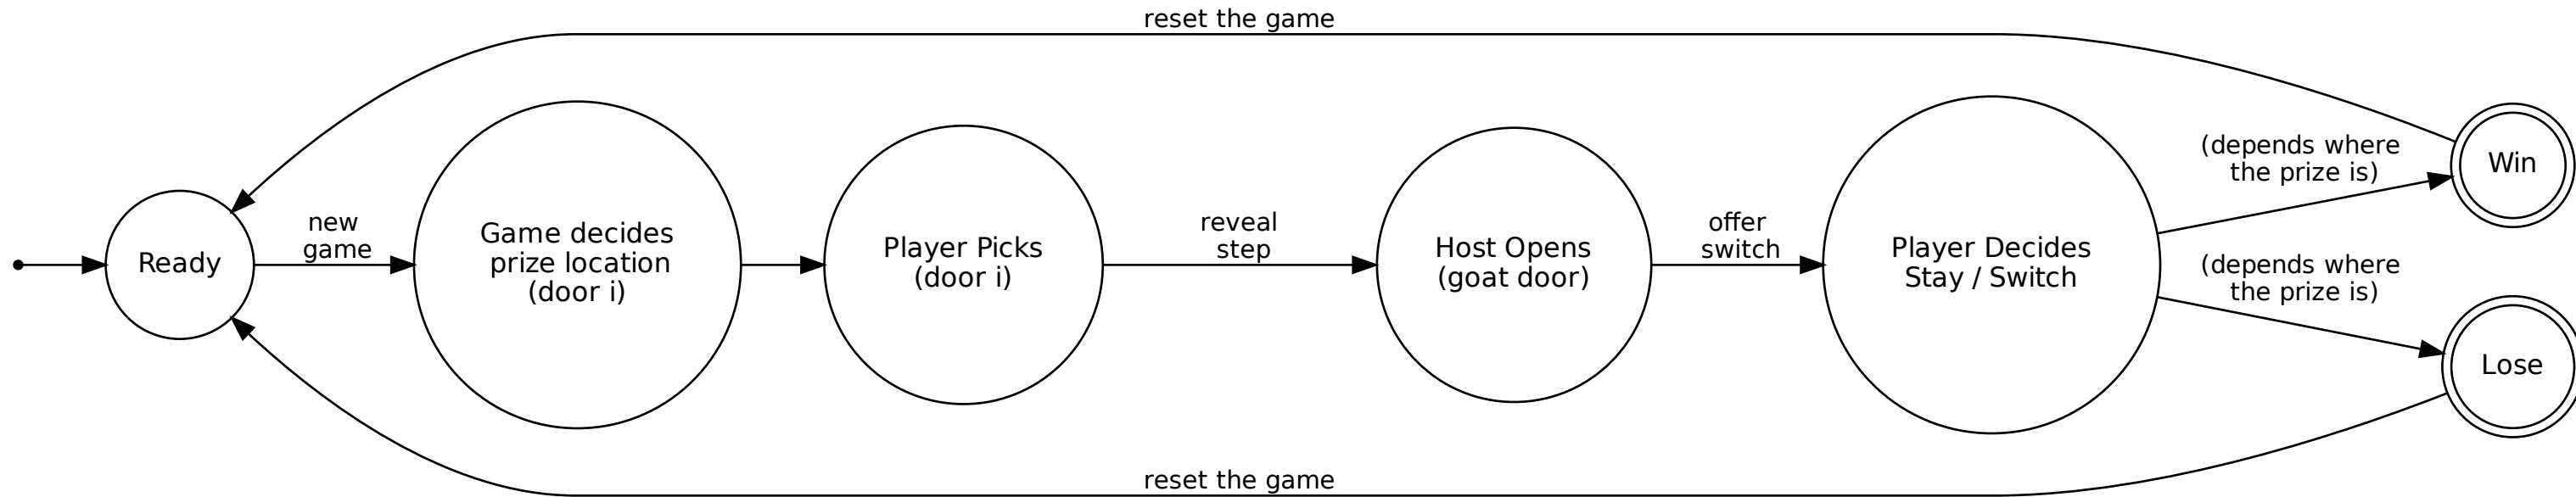 reset the game
Ready
new
game
Game decides
prize location
(door i)
Player Picks
(door i)
reveal
step
Host Opens
(goat door)
offer
switch
Player Decides
Stay / Switch
(depends where
the prize is)
Win
(depends where
the prize is)
Lose
reset the game